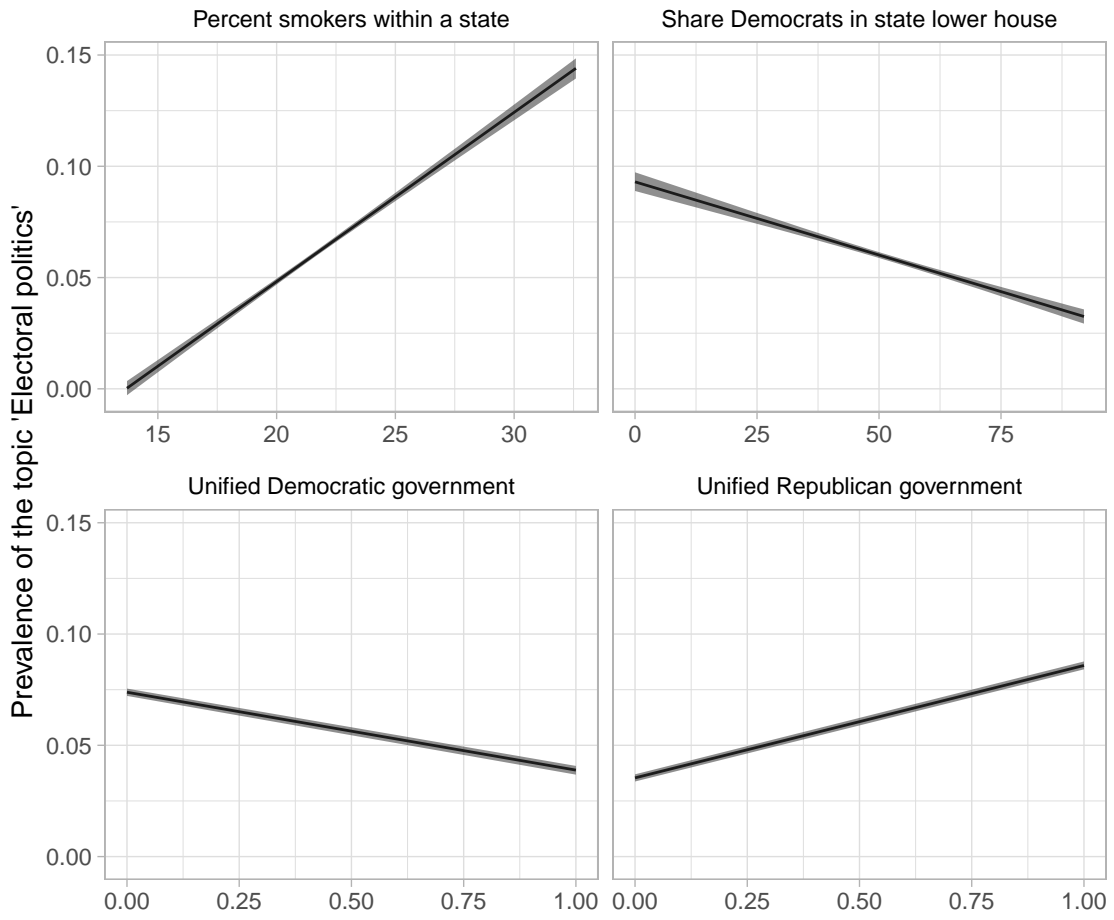 Percent smokers within a state
Share Democrats in state lower house
Prevalence of the topic 'Electoral politics'
0.15
0.10
0.05
0.00
15 20 25 30
0 25 50 75
Unified Democratic government
Unified Republican government
0.15
0.10
0.05
0.00
0.00 0.25 0.50 0.75 1.00
0.00 0.25 0.50 0.75 1.00